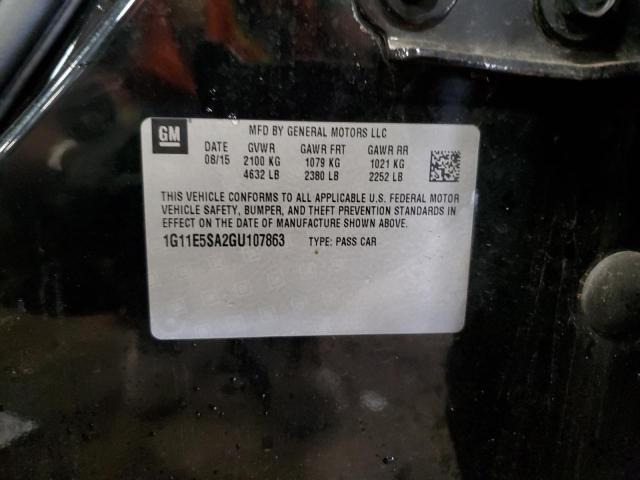 GM
MFD BY GENERAL MOTORS LLC
DATE GVWR GAWR FRT GAWR RR
08/15 2100 KG 1079 KG 1021 KG
4632 LB 2380 LB 2252 LB
THIS VEHICLE CONFORMS TO ALL APPLICABLE U.S. FEDERAL MOTOR
VEHICLE SAFETY, BUMPER, AND THEFT PREVENTION STANDARDS IN
EFFECT ON THE DATE OF MANUFACTURE SHOWN ABOVE.
1G11E5SA2GU107863 TYPE: PASS CAR